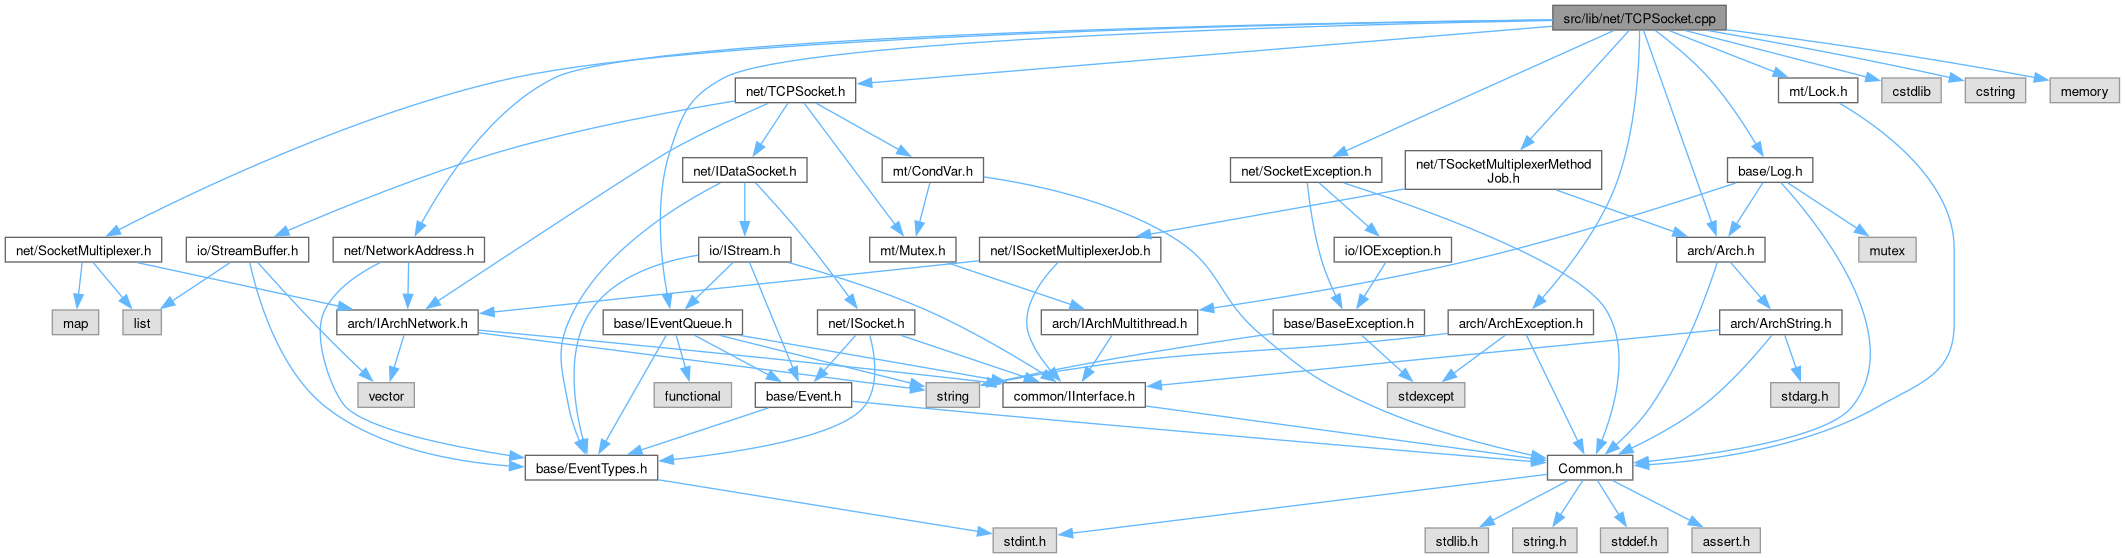 src/lib/net/TCPSocket.cpp
net/TCPSocket.h
mt/Lock.h
cstdlib
cstring
memory
net/IDataSocket.h
mt/CondVar.h
net/SocketException.h
net/TSocketMultiplexerMethod
Job.h
base/Log.h
net/SocketMultiplexer.h
io/StreamBuffer.h
net/NetworkAddress.h
io/IStream.h
mt/Mutex.h
net/ISocketMultiplexerJob.h
io/IOException.h
arch/Arch.h
mutex
map
list
arch/IArchNetwork.h
base/IEventQueue.h
net/ISocket.h
arch/IArchMultithread.h
base/BaseException.h
arch/ArchException.h
arch/ArchString.h
vector
functional
base/Event.h
string
common/IInterface.h
stdexcept
stdarg.h
base/EventTypes.h
Common.h
stdint.h
stdlib.h
string.h
stddef.h
assert.h